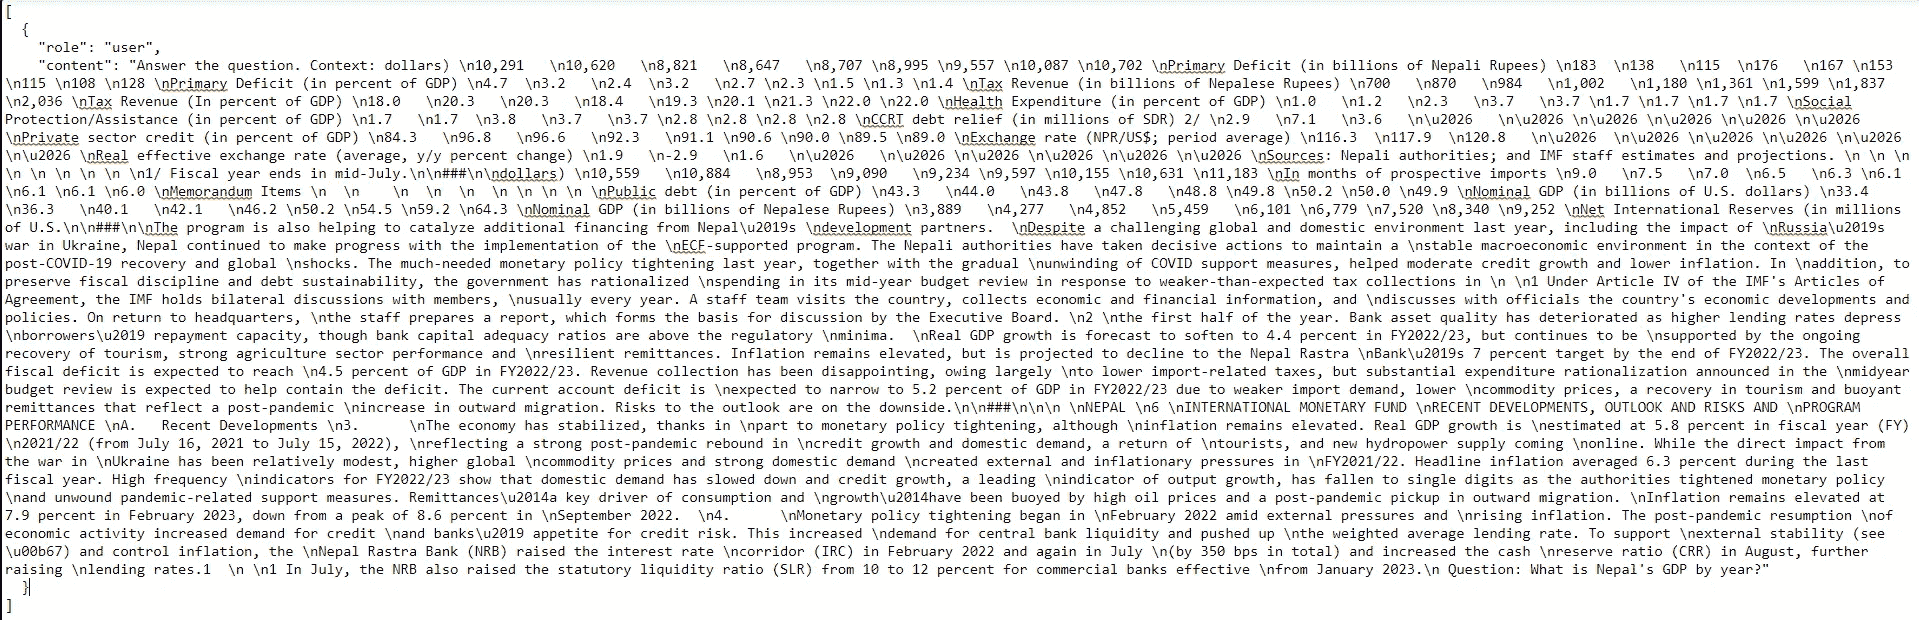 [
{
"role": "user",
"content": "Answer the question. Context: dollars) \n10,291 \n10,620 \n8,821 \n8,647 \n8,707 \n8,995 \n9,557 \n10,087 \n10,702 \nPrimary Deficit (in billions of Nepali Rupees) \n183 \n138 \n115 \n176 \n167 \n153
\n115 \n108 \n128 \nPrimary Deficit (in percent of GDP) \n4.7 \n3.2 \n2.4 \n3.2 \n2.7 \n2.3 \n1.5 \n1.3 \n1.4 \nTax Revenue (in billions of Nepalese Rupees) \n700 \n870 \n984 \n1,002 \n1,180 \n1,361 \n1,599 \n1,837
\n2,036 \nTax Revenue (In percent of GDP) \n18.0 \n20.3 \n20.3 \n18.4 \n19.3 \n20.1 \n21.3 \n22.0 \n22.0 \nHealth Expenditure (in percent of GDP) \n1.0 \n1.2 \n2.3 \n3.7 \n3.7 \n1.7 \n1.7 \n1.7 \n1.7 \nSocial
Protection/Assistance (in percent of GDP) \n1.7 \n1.7 \n3.8 \n3.7 \n3.7 \n2.8 \n2.8 \n2.8 \n2.8 \nCCRT debt relief (in millions of SDR) 2/ \n2.9 \n7.1 \n3.6 \n\u2026 \n\u2026 \n\u2026 \n\u2026 \n\u2026 \n\u2026
\nPrivate sector credit (in percent of GDP) \n84.3 \n96.8 \n96.6 \n92.3 \n91.1 \n90.6 \n90.0 \n89.5 \n89.0 \nExchange rate (NPR/US$; period average) \n116.3 \n117.9 \n120.8 \n\u2026 \n\u2026 \n\u2026 \n\u2026 \n\u2026
\n\u2026 \nReal effective exchange rate (average, y/y percent change) \n1.9 \n-2.9 \n1.6 \n\u2026 \n\u2026 \n\u2026 \n\u2026 \n\u2026 \n\u2026 \nSources: Nepali authorities; and IMF staff estimates and projections. \n \n \n
\n \n \n \n \n \n \n1/ Fiscal year ends in mid-July.\n\n###\n\ndollars) \n10,559 \n10,884 \n8,953 \n9,090 \n9,234 \n9,597 \n10,155 \n10,631 \n11,183 \nIn months of prospective imports \n9.0 \n7.5 \n7.0 \n6.5 \n6.3 \n6.1
\n6.1 \n6.1 \n6.0 \nMemorandum Items \n \n \n \n \n \n \n \n \n \nPublic debt (in percent of GDP) \n43.3 \n44.0 \n43.8 \n47.8 \n48.8 \n49.8 \n50.2 \n50.0 \n49.9 \nNominal GDP (in billions of U.S. dollars) \n33.4
\n36.3 \n40.1 \n42.1 \n46.2 \n50.2 \n54.5 \n59.2 \n64.3 \nNominal GDP (in billions of Nepalese Rupees) \n3,889 \n4,277 \n4,852 \n5,459 \n6,101 \n6,779 \n7,520 \n8,340 \n9,252 \nNet International Reserves (in millions
of U.S.\n\n###\n\nThe program is also helping to catalyze additional financing from Nepal\u2019s \ndevelopment partners. \nDespite a challenging global and domestic environment last year, including the impact of \nRussia\u2019s
war in Ukraine, Nepal continued to make progress with the implementation of the \nECF-supported program. The Nepali authorities have taken decisive actions to maintain a \nstable macroeconomic environment in the context of the
post-COVID-19 recovery and global \nshocks. The much-needed monetary policy tightening last year, together with the gradual \nunwinding of COVID support measures, helped moderate credit growth and lower inflation. In \naddition, to
preserve fiscal discipline and debt sustainability, the government has rationalized \nspending in its mid-year budget review in response to weaker-than-expected tax collections in \n \n1 Under Article IV of the IMF's Articles of
Agreement, the IMF holds bilateral discussions with members, \nusually every year. A staff team visits the country, collects economic and financial information, and \ndiscusses with officials the country's economic developments and
policies. On return to headquarters, \nthe staff prepares a report, which forms the basis for discussion by the Executive Board. \n2 \nthe first half of the year. Bank asset quality has deteriorated as higher lending rates depress
\nborrowers\u2019 repayment capacity, though bank capital adequacy ratios are above the regulatory \nminima. \nReal GDP growth is forecast to soften to 4.4 percent in FY2022/23, but continues to be \nsupported by the ongoing
recovery of tourism, strong agriculture sector performance and \nresilient remittances. Inflation remains elevated, but is projected to decline to the Nepal Rastra \nBank\u2019s 7 percent target by the end of FY2022/23. The overall
fiscal deficit is expected to reach \n4.5 percent of GDP in FY2022/23. Revenue collection has been disappointing, owing largely \nto lower import-related taxes, but substantial expenditure rationalization announced in the \nmidyear
budget review is expected to help contain the deficit. The current account deficit is \nexpected to narrow to 5.2 percent of GDP in FY2022/23 due to weaker import demand, lower \ncommodity prices, a recovery in tourism and buoyant
remittances that reflect a post-pandemic \nincrease in outward migration. Risks to the outlook are on the downside.\n\n###\n\n\n \nNEPAL \n6 \nINTERNATIONAL MONETARY FUND \nRECENT DEVELOPMENTS, OUTLOOK AND RISKS AND \nPROGRAM
PERFORMANCE \nA. Recent Developments \n3. \nThe economy has stabilized, thanks in \npart to monetary policy tightening, although \ninflation remains elevated. Real GDP growth is \nestimated at 5.8 percent in fiscal year (FY)
\n2021/22 (from July 16, 2021 to July 15, 2022), \nreflecting a strong post-pandemic rebound in \ncredit growth and domestic demand, a return of \ntourists, and new hydropower supply coming \nonline. While the direct impact from
the war in \nUkraine has been relatively modest, higher global \ncommodity prices and strong domestic demand \ncreated external and inflationary pressures in \nFY2021/22. Headline inflation averaged 6.3 percent during the last
fiscal year. High frequency \nindicators for FY2022/23 show that domestic demand has slowed down and credit growth, a leading \nindicator of output growth, has fallen to single digits as the authorities tightened monetary policy
\nand unwound pandemic-related support measures. Remittances\u2014a key driver of consumption and \ngrowth\u2014have been buoyed by high oil prices and a post-pandemic pickup in outward migration. \nInflation remains elevated at
7.9 percent in February 2023, down from a peak of 8.6 percent in \nSeptember 2022. \n4. \nMonetary policy tightening began in \nFebruary 2022 amid external pressures and \nrising inflation. The post-pandemic resumption \nof
economic activity increased demand for credit \nand banks\u2019 appetite for credit risk. This increased \ndemand for central bank liquidity and pushed up \nthe weighted average lending rate. To support \nexternal stability (see
\u00b67) and control inflation, the \nNepal Rastra Bank (NRB) raised the interest rate \ncorridor (IRC) in February 2022 and again in July \n(by 350 bps in total) and increased the cash \nreserve ratio (CRR) in August, further
raising \nlending rates.1 \n \n1 In July, the NRB also raised the statutory liquidity ratio (SLR) from 10 to 12 percent for commercial banks effective \nfrom January 2023.\n Question: What is Nepal's GDP by year?"
}
]